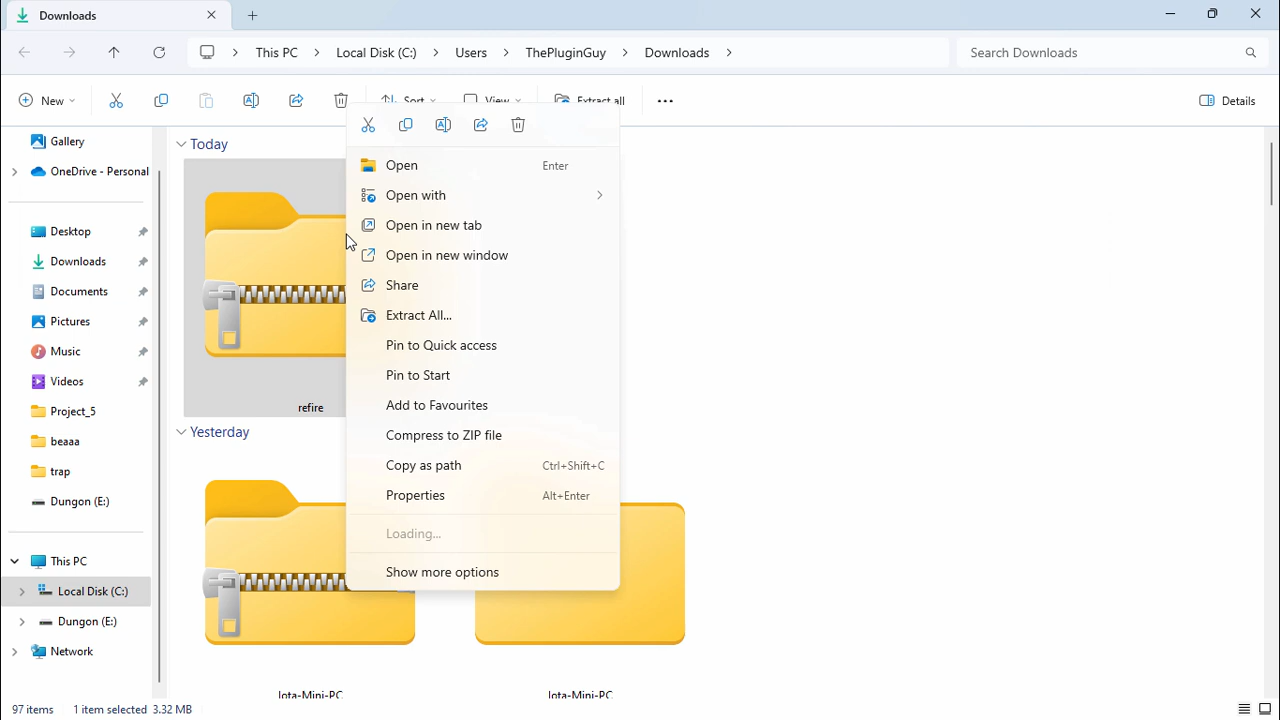 Downloads
This PC
Local Disk (C:)
Users
ThePluginGuy
Downloads
Search Downloads
New
Sort
View
Extract all
Details
Gallery
OneDrive - Personal
Desktop
Downloads
Documents
Pictures
Music
Videos
Project_5
beaaa
trap
Dungon (E:)
This PC
Local Disk (C:)
Dungon (E:)
Network
Today
refire
Yesterday
Iota-Mini-PC
Iota-Mini-PC
Open Enter
Open with
Open in new tab
Open in new window
Share
Extract All...
Pin to Quick access
Pin to Start
Add to Favourites
Compress to ZIP file
Copy as path Ctrl+Shift+C
Properties Alt+Enter
Loading...
Show more options
97 items 1 item selected 3.32 MB